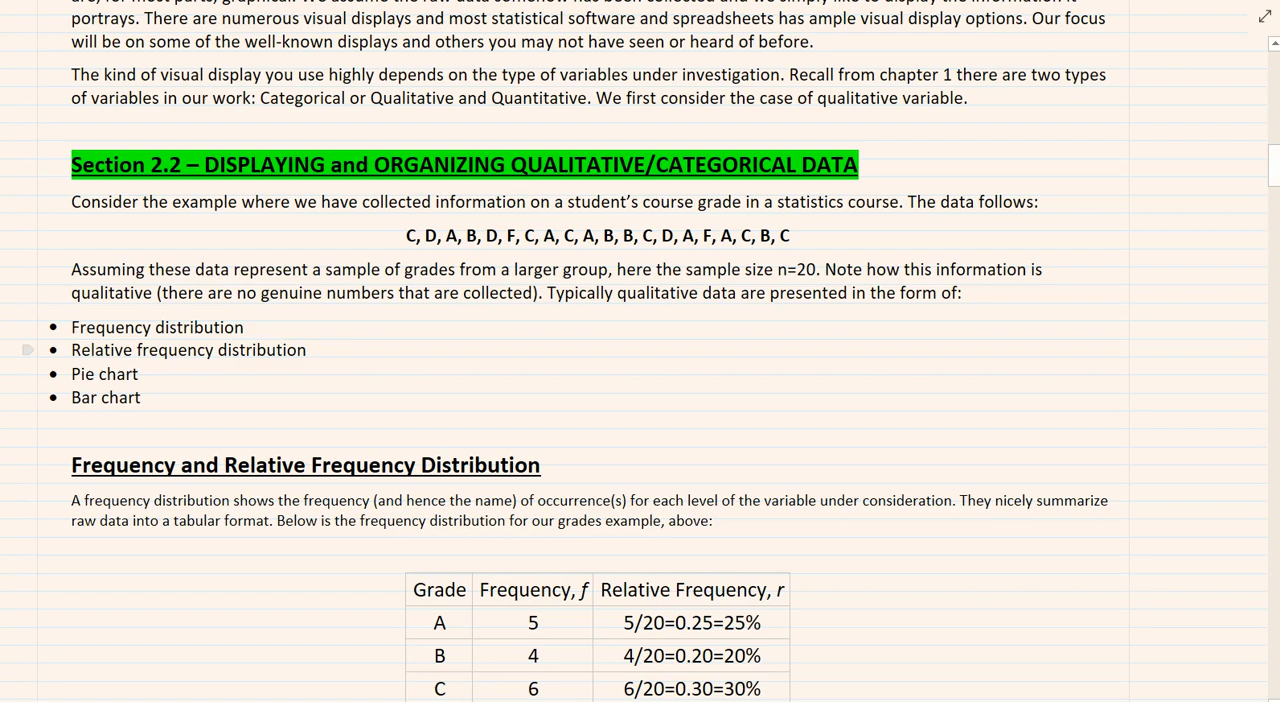 portrays. There are numerous visual displays and most statistical software and spreadsheets has ample visual display options. Our focus
will be on some of the well-known displays and others you may not have seen or heard of before.
The kind of visual display you use highly depends on the type of variables under investigation. Recall from chapter 1 there are two types
of variables in our work: Categorical or Qualitative and Quantitative. We first consider the case of qualitative variable.
Section 2.2 – DISPLAYING and ORGANIZING QUALITATIVE/CATEGORICAL DATA
Consider the example where we have collected information on a student's course grade in a statistics course. The data follows:
C, D, A, B, D, F, C, A, C, A, B, B, C, D, A, F, A, C, B, C
Assuming these data represent a sample of grades from a larger group, here the sample size n=20. Note how this information is
qualitative (there are no genuine numbers that are collected). Typically qualitative data are presented in the form of:
• Frequency distribution
• Relative frequency distribution
• Pie chart
• Bar chart
Frequency and Relative Frequency Distribution
A frequency distribution shows the frequency (and hence the name) of occurrence(s) for each level of the variable under consideration. They nicely summarize
raw data into a tabular format. Below is the frequency distribution for our grades example, above:
Grade Frequency, f Relative Frequency, r
A 5 5/20=0.25=25%
B 4 4/20=0.20=20%
C 6 6/20=0.30=30%